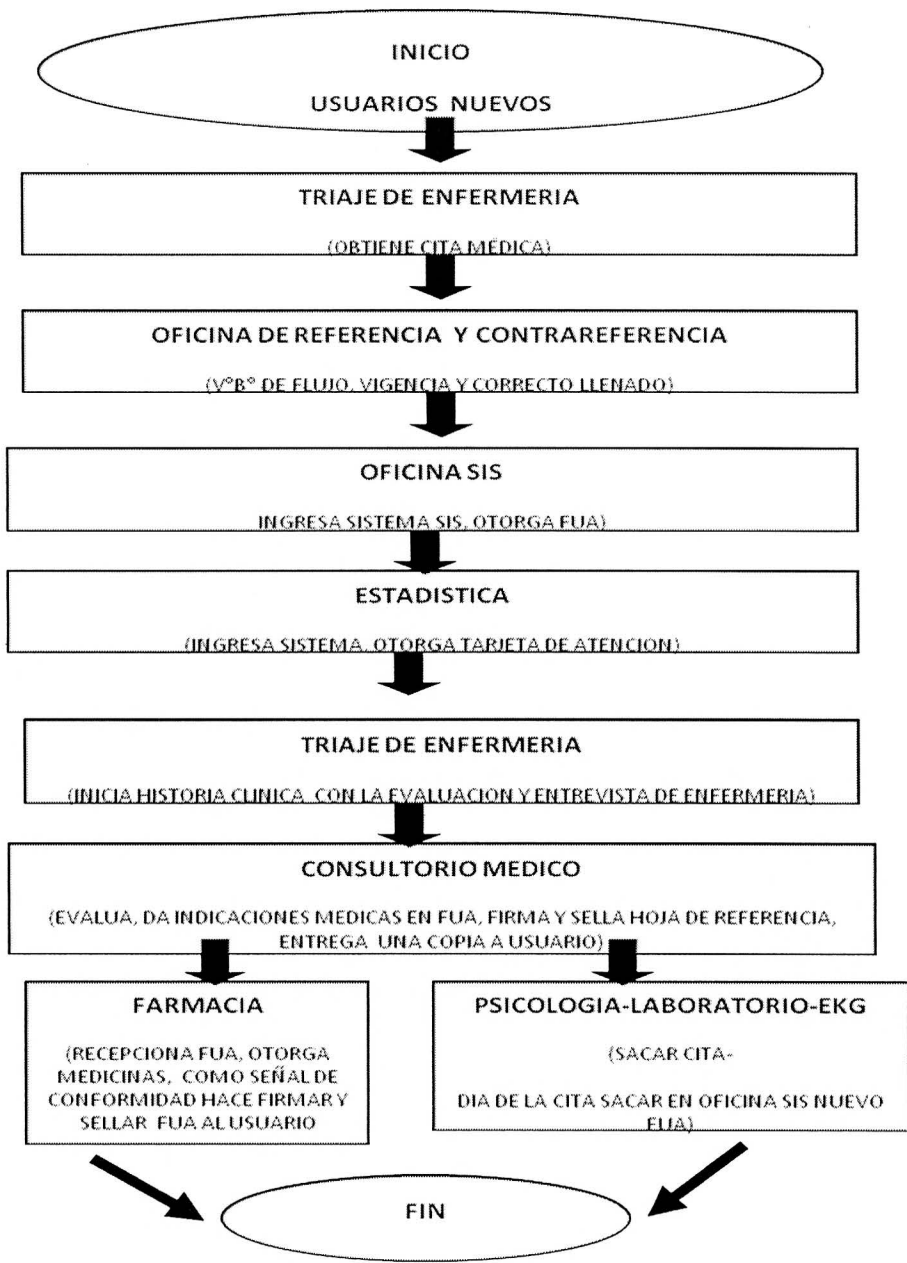 INICIO
USUARIOS NUEVOS
TRIAJE DE ENFERMERIA
(OBTIENE CITA MÉDICA)
OFICINA DE REFERENCIA Y CONTRAREFERENCIA
(V°B° DE FLUJO, VIGENCIA Y CORRECTO LLENADO)
OFICINA SIS
INGRESA SISTEMA SIS, OTORGA FUA)
ESTADISTICA
(INGRESA SISTEMA, OTORGA TARJETA DE ATENCION)
TRIAJE DE ENFERMERIA
(INICIA HISTORIA CLINICA CON LA EVALUACION Y ENTREVISTA DE ENFERMERIA)
CONSULTORIO MEDICO
(EVALUA, DA INDICACIONES MEDICAS EN FUA, FIRMA Y SELLA HOJA DE REFERENCIA,
ENTREGA UNA COPIA A USUARIO)
FARMACIA
(RECEPCIONA FUA, OTORGA
MEDICINAS, COMO SEÑAL DE
CONFORMIDAD HACE FIRMAR Y
SELLAR FUA AL USUARIO
PSICOLOGIA-LABORATORIO-EKG
(SACAR CITA-
DIA DE LA CITA SACAR EN OFICINA SIS NUEVO
FUA)
FIN